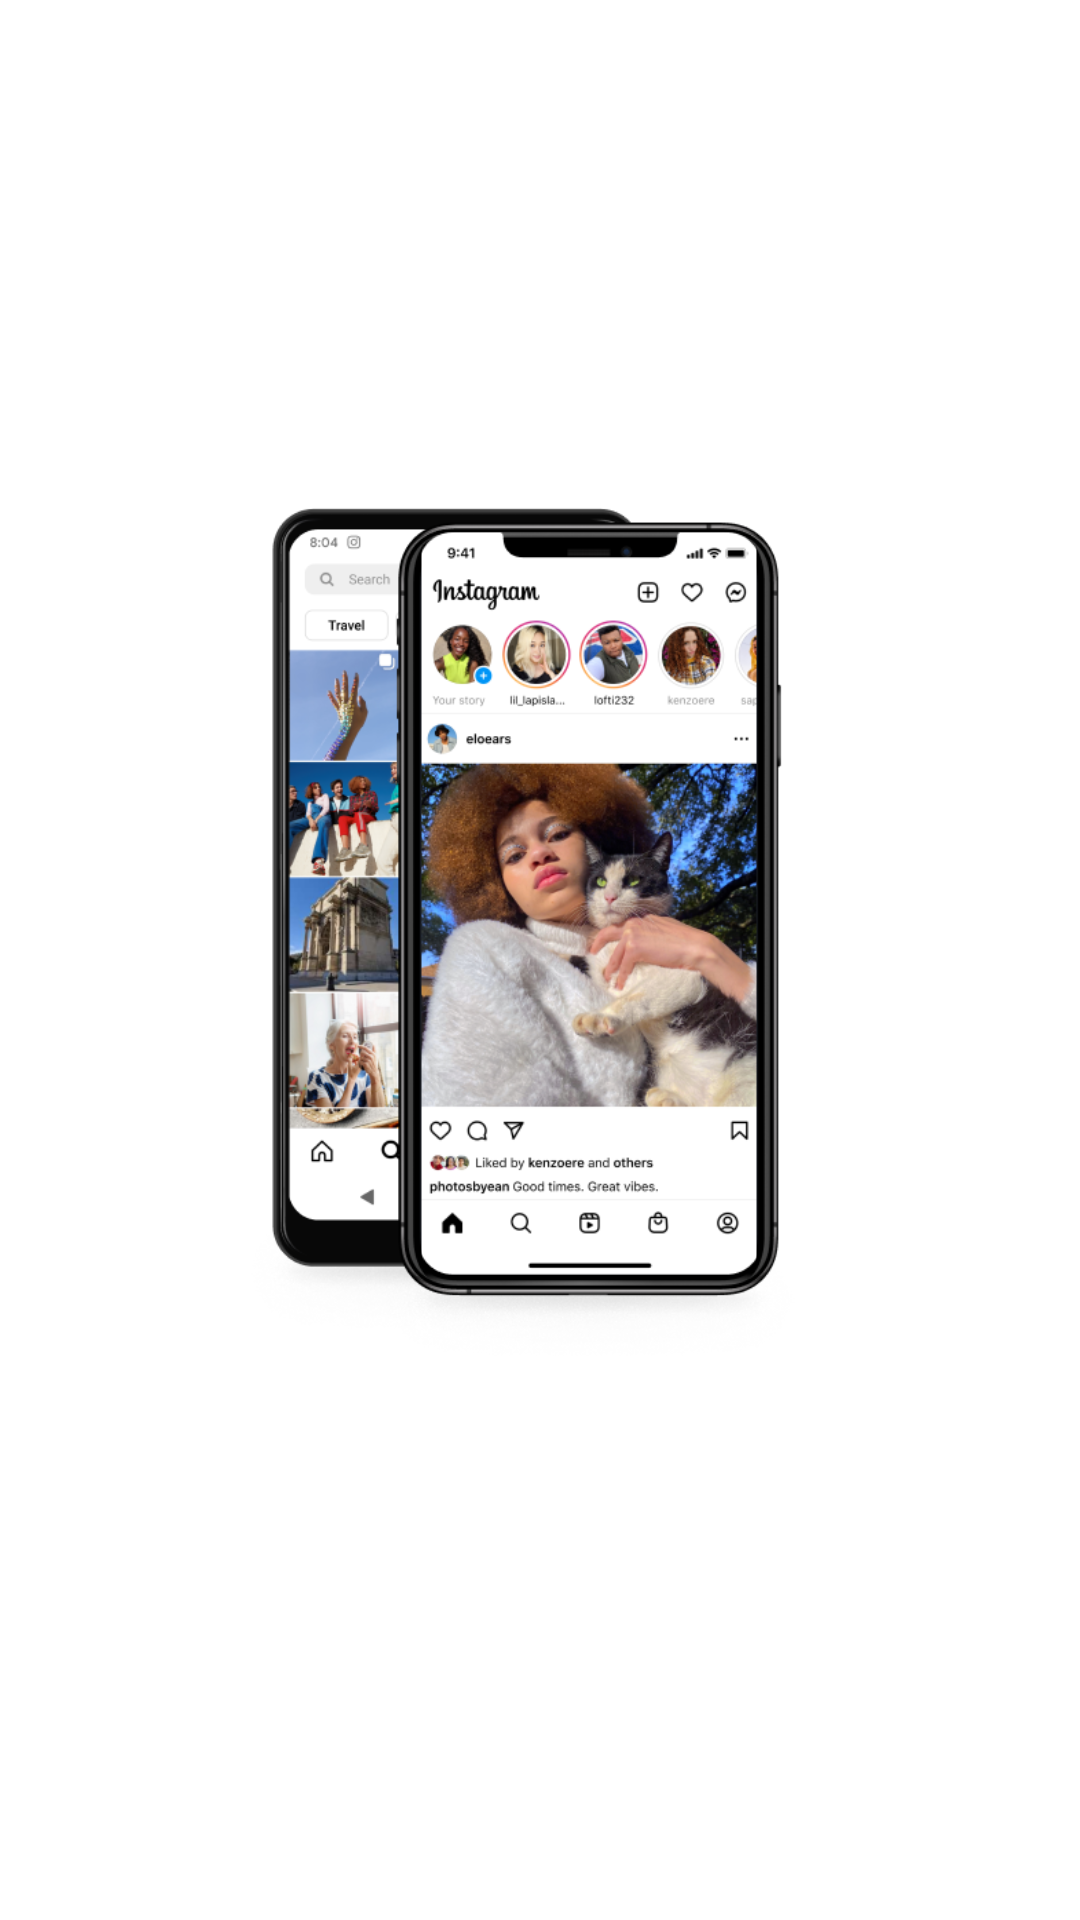 8:04
Search
Travel
9:41
Instagram
Your story
lil_lapisla...
lofti232
kenzoere
sap
eloears
Liked by kenzoere and others
photosbyean Good times. Great vibes.